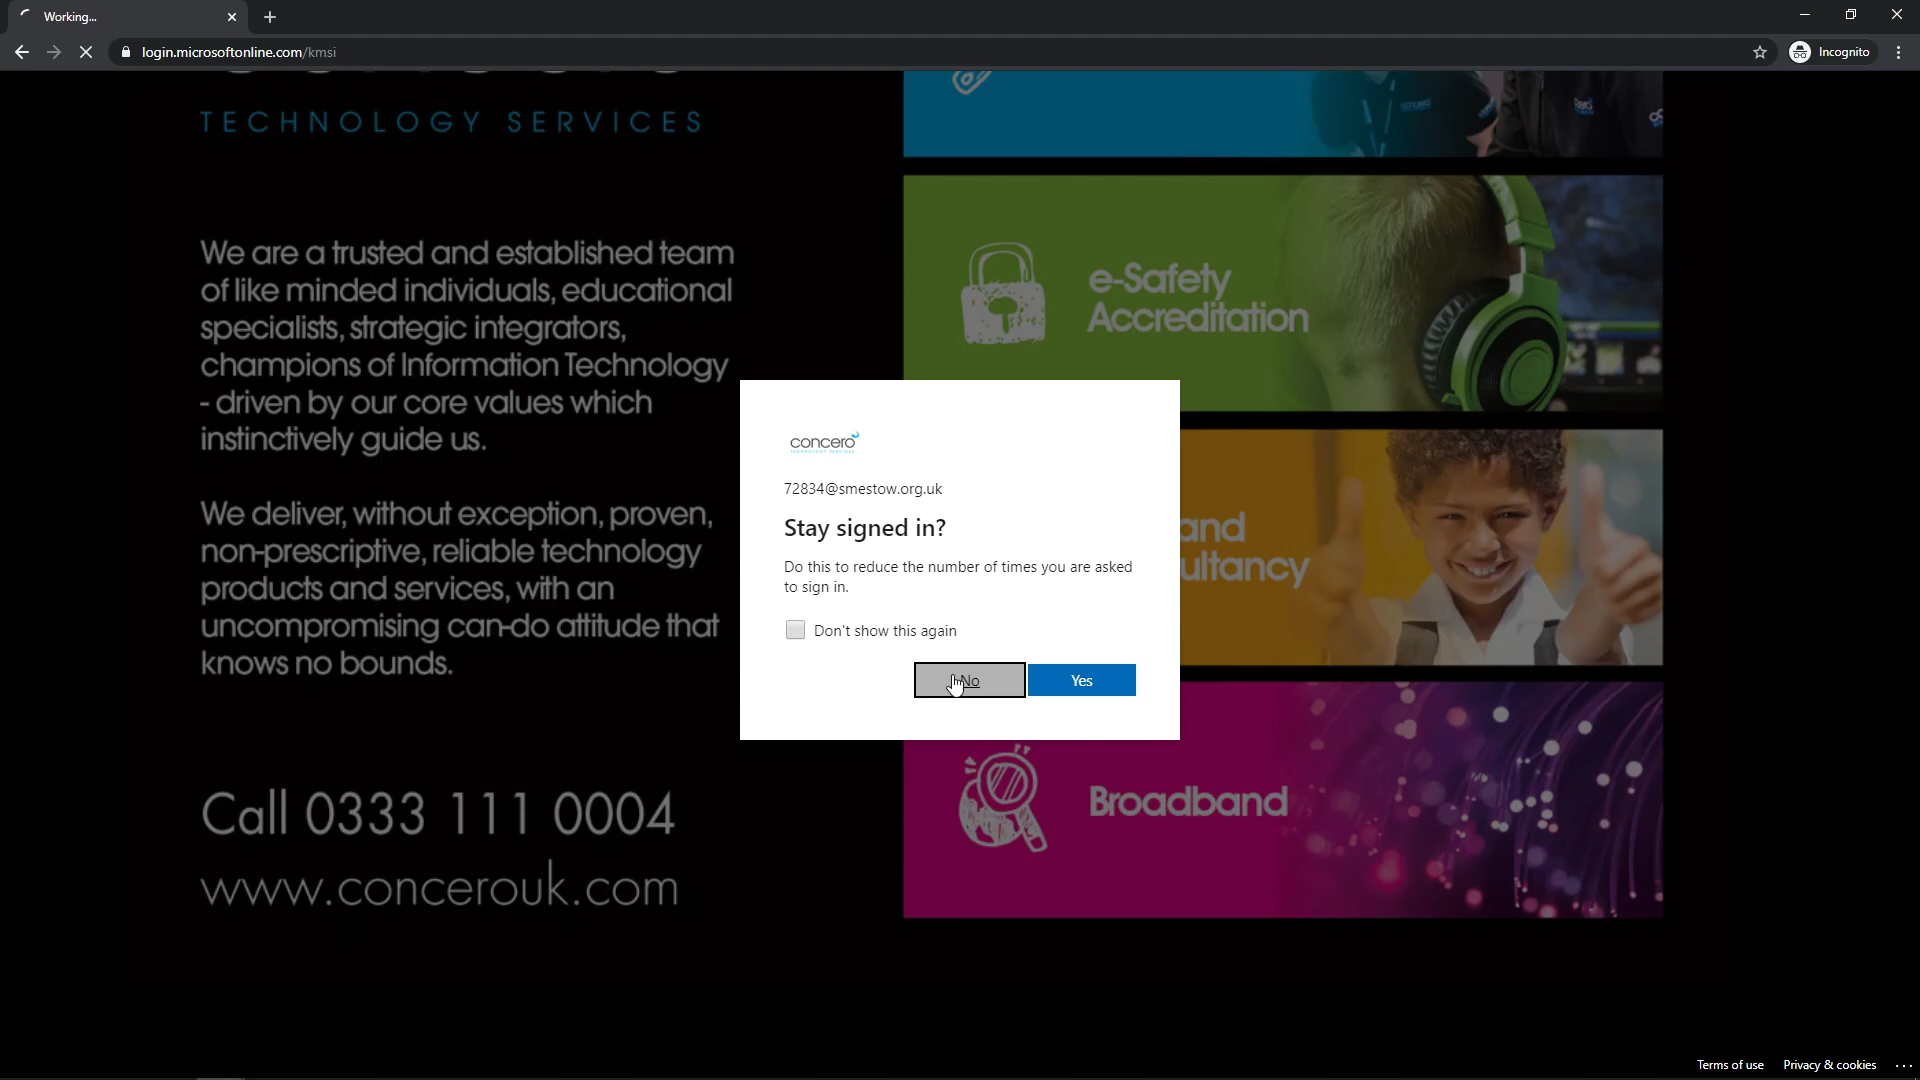 Working...
login.microsoftonline.com/kmsi
Incognito
TECHNOLOGY SERVICES
We are a trusted and established team
of like minded individuals, educational
specialists, strategic integrators,
champions of Information Technology
- driven by our core values which
instinctively guide us.
We deliver, without exception, proven,
non-prescriptive, reliable technology
products and services, with an
uncompromising can-do attitude that
knows no bounds.
Call 0333 111 0004
www.concerouk.com
e-Safety
Accreditation
and
ultancy
Broadband
concero
TECHNOLOGY SERVICES
72834@smestow.org.uk
Stay signed in?
Do this to reduce the number of times you are asked
to sign in.
Don't show this again
No
Yes
Terms of use
Privacy & cookies